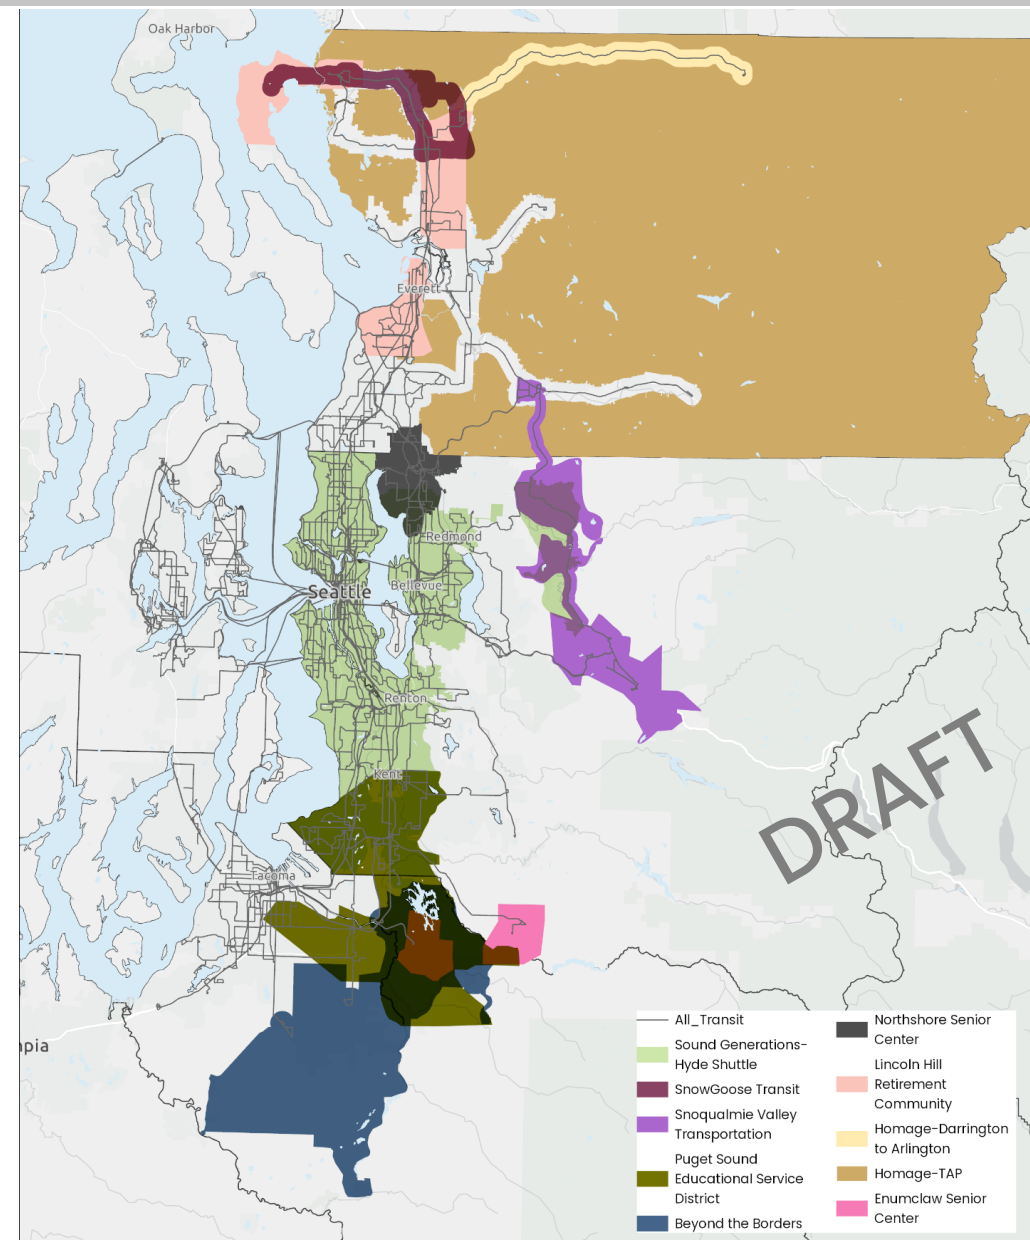 Oak Harbor
Everett
Redmond
Bellevue
Seattle
Renton
Kent
Tacoma
DRAFT
npia
All_Transit
Sound Generations-
Hyde Shuttle
SnowGoose Transit
Snoqualmie Valley
Transportation
Puget Sound
Educational Service
District
Beyond the Borders
Northshore Senior
Center
Lincoln Hill
Retirement
Community
Homage-Darrington
to Arlington
Homage-TAP
Enumclaw Senior
Center